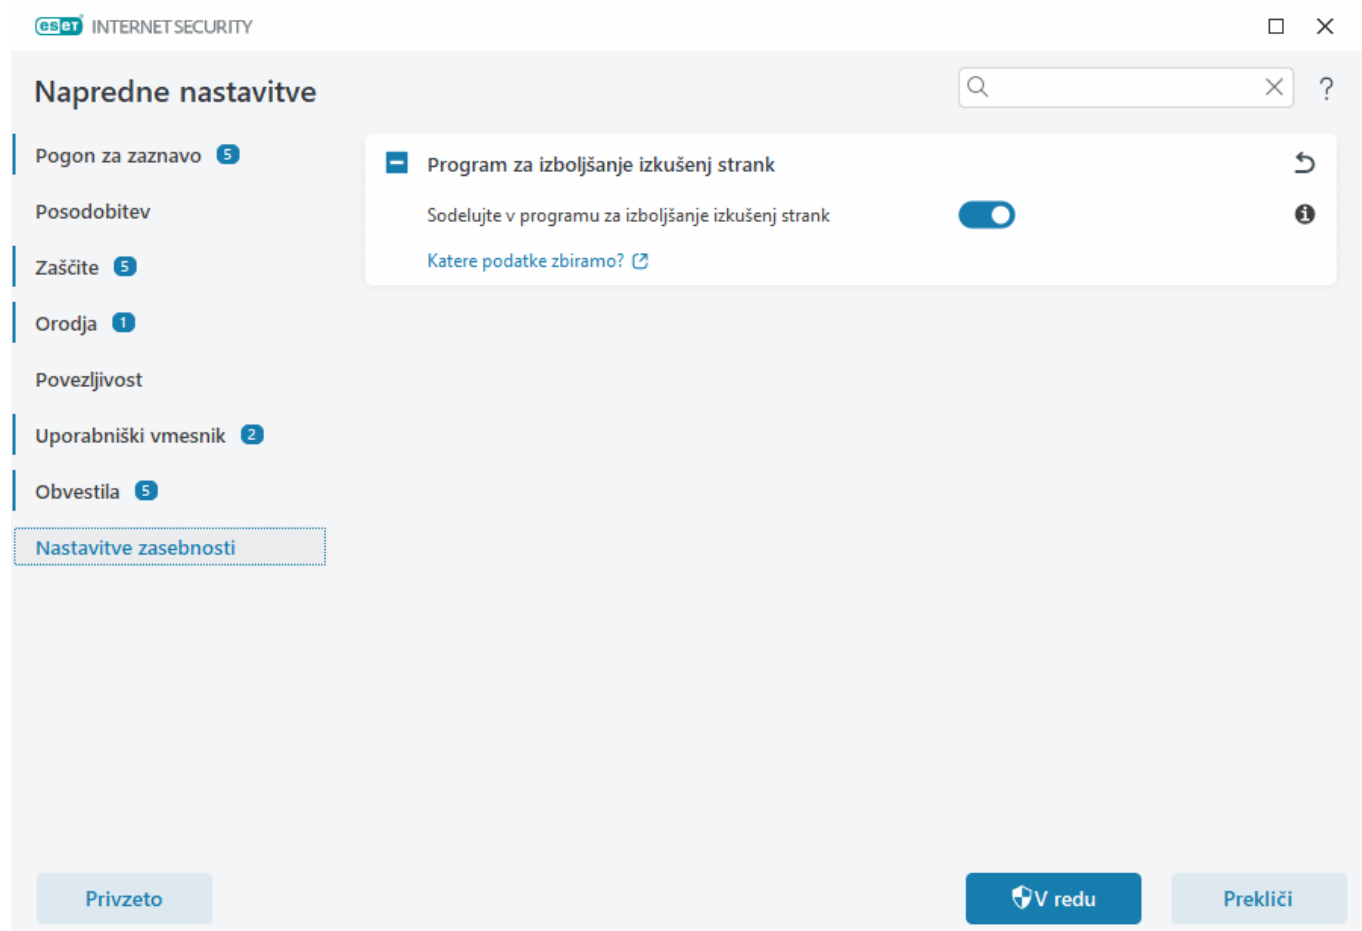 eset INTERNET SECURITY
Napredne nastavitve
?
Pogon za zaznavo 5
Posodobitev
Zaščite 5
Orodja 1
Povezljivost
Uporabniški vmesnik 2
Obvestila 5
Nastavitve zasebnosti
Program za izboljšanje izkušenj strank
Sodelujte v programu za izboljšanje izkušenj strank
Katere podatke zbiramo?
Privzeto
V redu
Prekliči